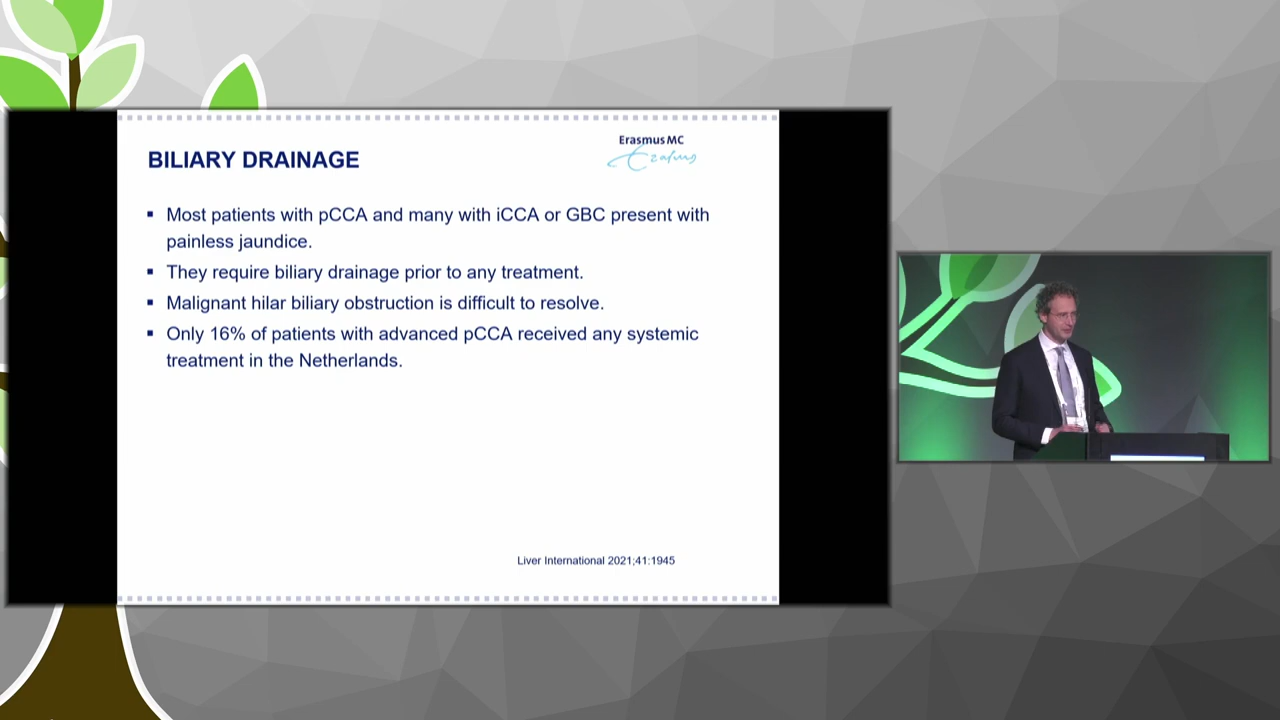 Erasmus MC
Erasmus
BILIARY DRAINAGE
▪ Most patients with pCCA and many with iCCA or GBC present with
painless jaundice.
▪ They require biliary drainage prior to any treatment.
▪ Malignant hilar biliary obstruction is difficult to resolve.
▪ Only 16% of patients with advanced pCCA received any systemic
treatment in the Netherlands.
Liver International 2021;41:1945